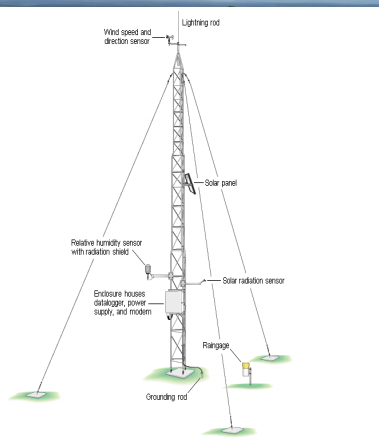 Lightning rod
Wind speed and
direction sensor
Solar panel
Relative humidity sensor
with radiation shield
Solar radiation sensor
Enclosure houses
datalogger, power
supply, and modem
Raingage
Grounding rod